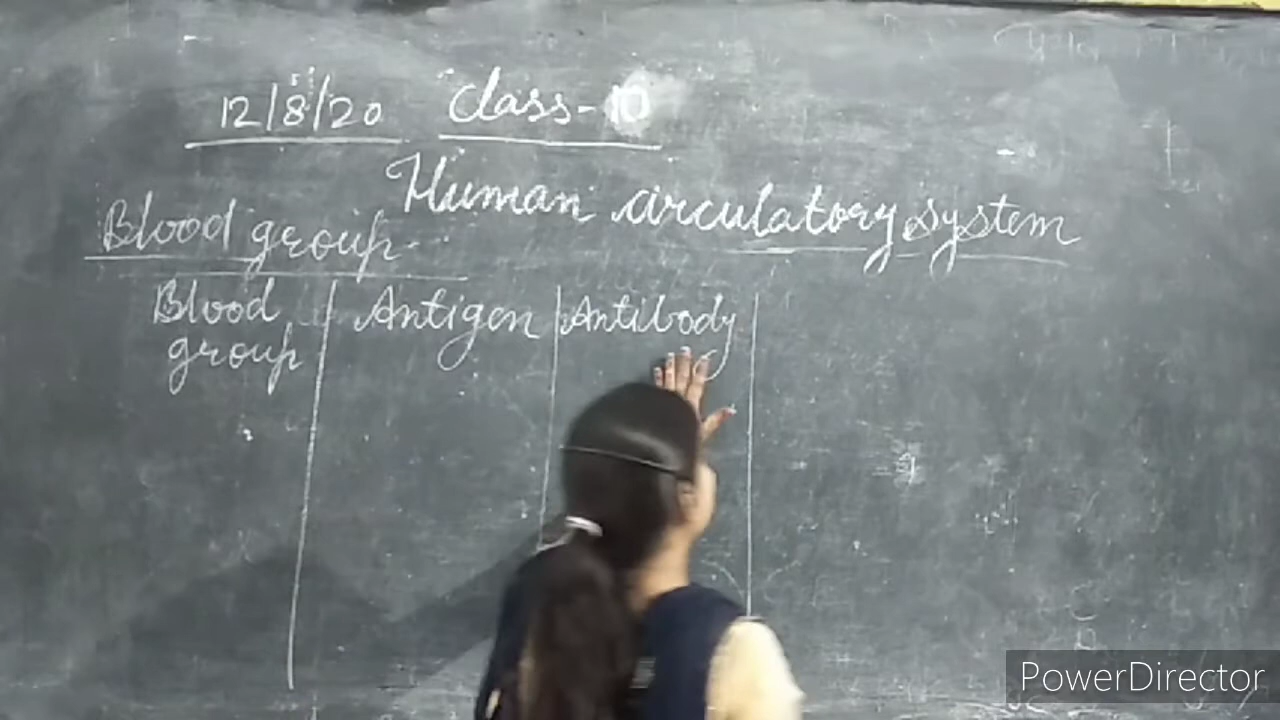 12/8/20 Class-10
Human circulatory system
Blood group-
Blood group
Antigen
Antibody
PowerDirector